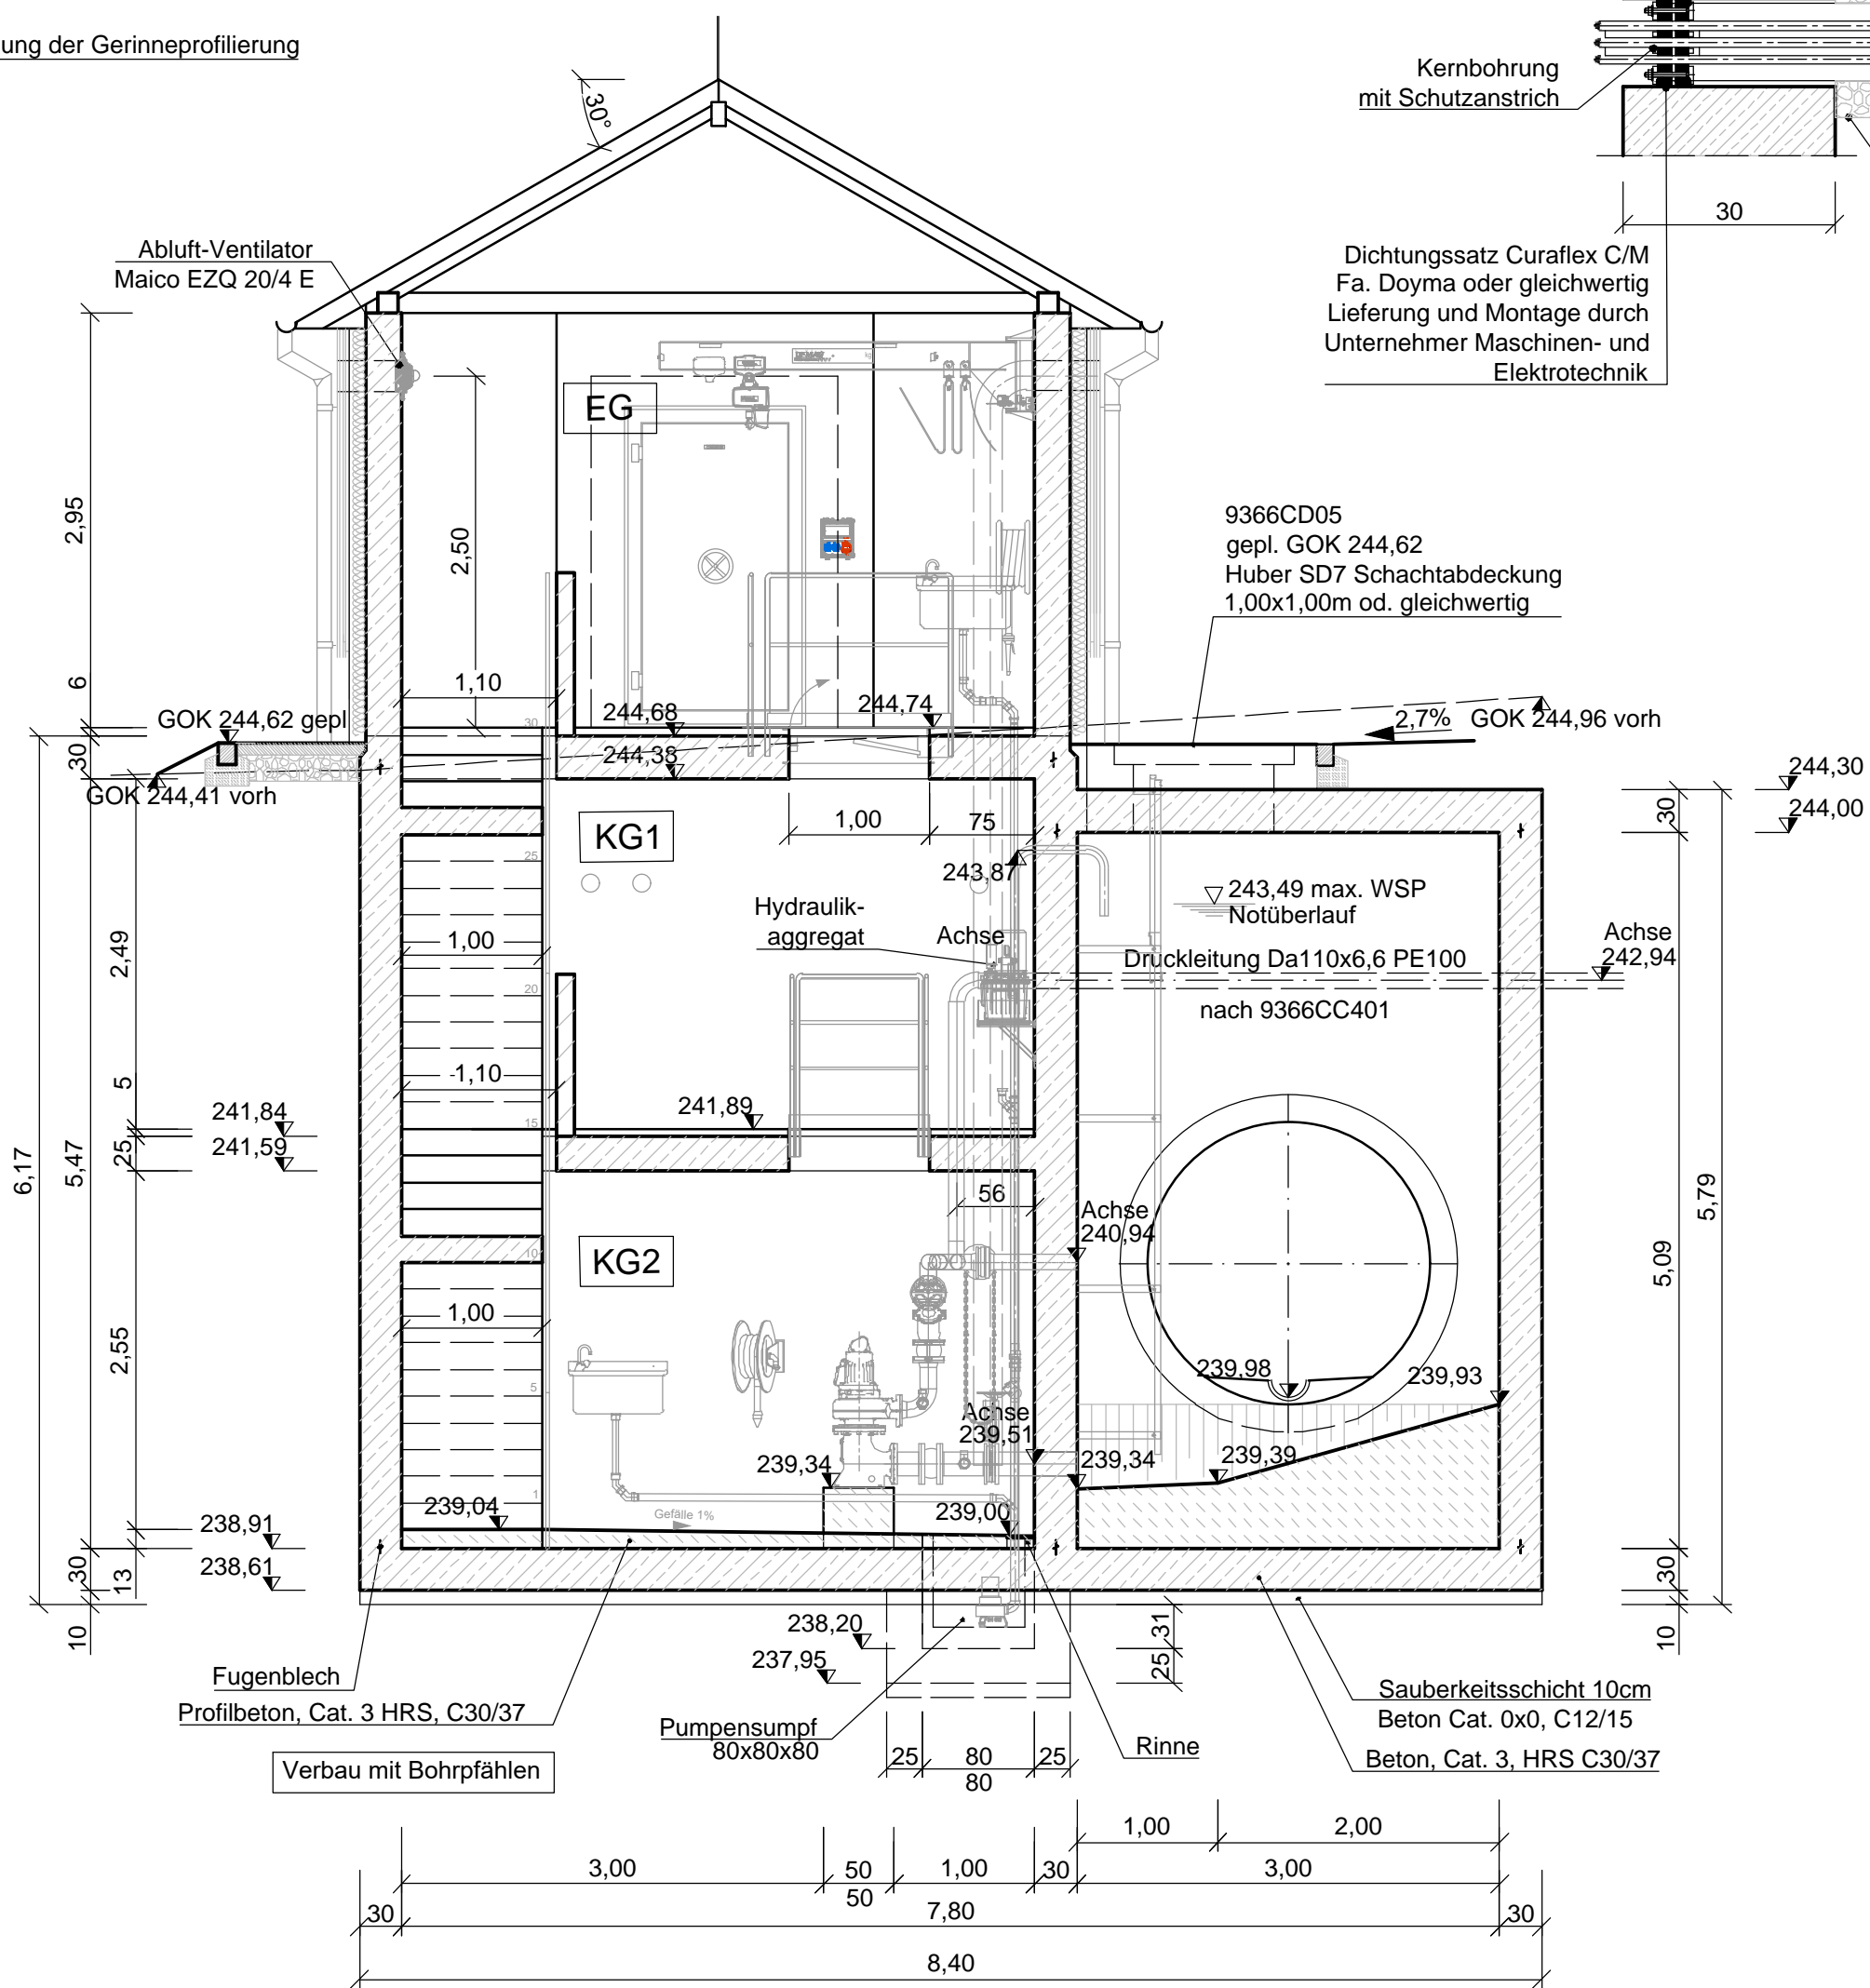 ung der Gerinneprofilierung
30°
Kernbohrung
mit Schutzanstrich
30
Abluft-Ventilator
Maico EZQ 20/4 E
Dichtungssatz Curaflex C/M
Fa. Doyma oder gleichwertig
Lieferung und Montage durch
Unternehmer Maschinen- und
Elektrotechnik
EG
2,95
2,50
9366CD05
gepl. GOK 244,62
Huber SD7 Schachtabdeckung
1,00x1,00m od. gleichwertig
6
1,10
GOK 244,62 gepl
30
244,68
244,74
2,7%
GOK 244,96 vorh
30
244,38
GOK 244,41 vorh
244,30
30
244,00
1,00
75
KG1
25
243,87
243,49 max. WSP
Notüberlauf
Hydraulik-
aggregat
Achse
2,49
1,00
Druckleitung Da110x6,6 PE100
Achse
242,94
20
nach 9366CC401
5
-1,10
241,84
241,89
15
25
241,59
6,17
5,47
56
Achse
240,94
5,79
KG2
10
5,09
2,55
1,00
5
239,98
239,93
Achse
239,51
239,34
239,34
239,39
1
239,04
Gefälle 1%
239,00
238,91
30
13
238,61
30
10
238,20
31
237,95
25
10
Fugenblech
Profilbeton, Cat. 3 HRS, C30/37
Pumpensumpf
80x80x80
Rinne
Sauberkeitsschicht 10cm
Beton Cat. 0x0, C12/15
Beton, Cat. 3, HRS C30/37
Verbau mit Bohrpfählen
25
80
25
80
1,00
2,00
3,00
50
1,00
30
3,00
50
30
7,80
30
8,40